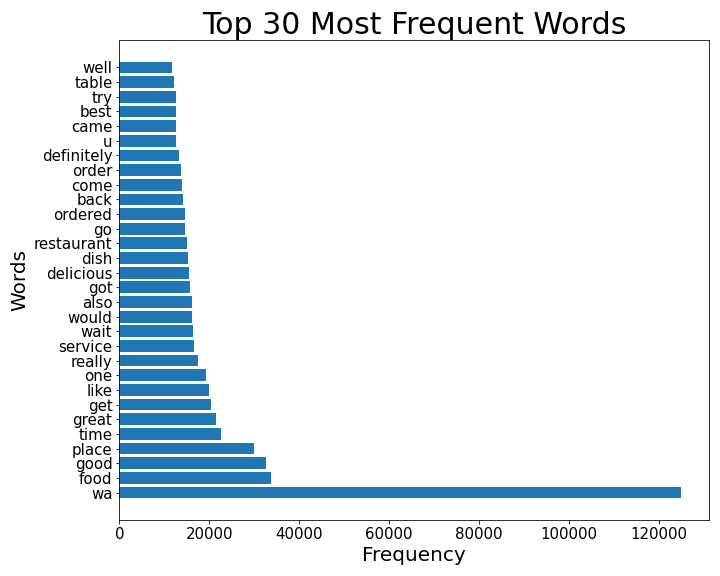 Top 30 Most Frequent Words
well
table
try
best
came
u
definitely
order
come
back
ordered
go
restaurant
dish
delicious
got
also
would
wait
service
really
one
like
get
great
time
place
good
food
wa
Words
0 20000 40000 60000 80000 100000 120000
Frequency